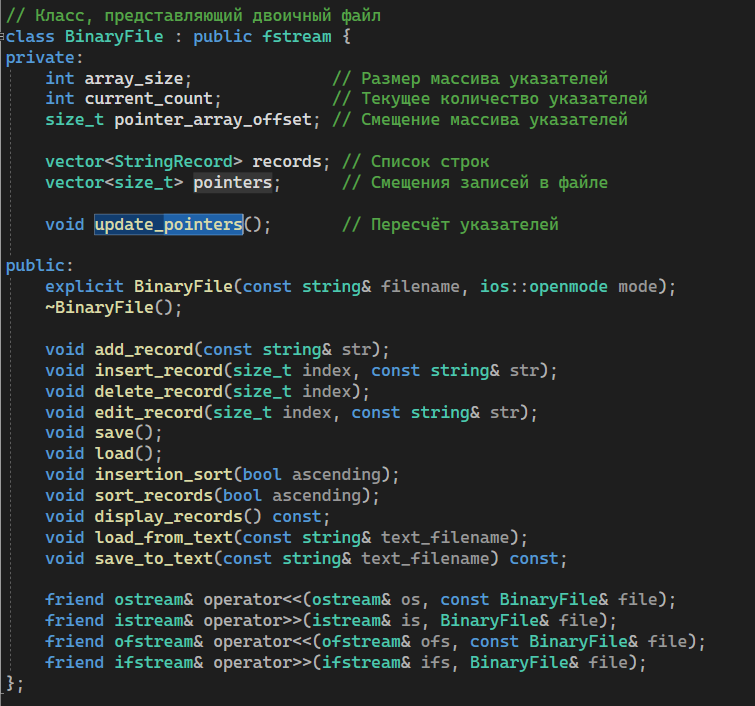 // Класс, представляющий двоичный файл
class BinaryFile : public fstream {
private:
    int array_size;              // Размер массива указателей
    int current_count;           // Текущее количество указателей
    size_t pointer_array_offset; // Смещение массива указателей

    vector<StringRecord> records; // Список строк
    vector<size_t> pointers;      // Смещения записей в файле

    void update_pointers();       // Пересчёт указателей

public:
    explicit BinaryFile(const string& filename, ios::openmode mode);
    ~BinaryFile();

    void add_record(const string& str);
    void insert_record(size_t index, const string& str);
    void delete_record(size_t index);
    void edit_record(size_t index, const string& str);
    void save();
    void load();
    void insertion_sort(bool ascending);
    void sort_records(bool ascending);
    void display_records() const;
    void load_from_text(const string& text_filename);
    void save_to_text(const string& text_filename) const;

    friend ostream& operator<<(ostream& os, const BinaryFile& file);
    friend istream& operator>>(istream& is, BinaryFile& file);
    friend ofstream& operator<<(ofstream& ofs, const BinaryFile& file);
    friend ifstream& operator>>(ifstream& ifs, BinaryFile& file);
};